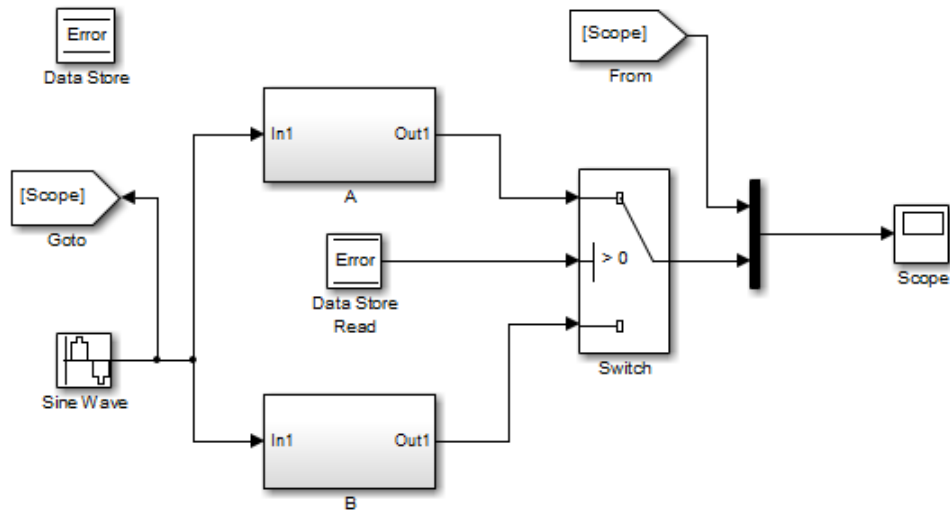 Error
Data Store
[Scope]
From
In1
Out1
A
[Scope]
Goto
Error
Data Store
Read
> 0
Switch
Scope
Sine Wave
In1
Out1
B